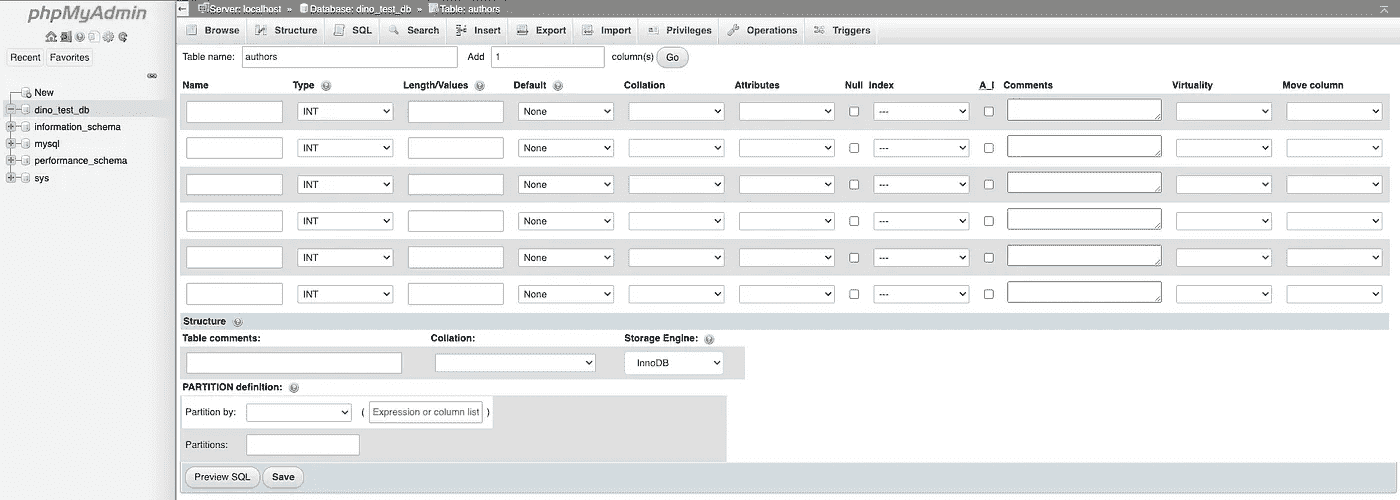 phpMyAdmin
Recent Favorites
New
dino_test_db
information_schema
mysql
performance_schema
sys
Server: localhost » Database: dino_test_db » Table: authors
Browse Structure SQL Search Insert Export Import Privileges Operations Triggers
Table name: authors Add 1 column(s) Go
Name Type Length/Values Default Collation Attributes Null Index A_I Comments Virtuality Move column
INT None ---
INT None ---
INT None ---
INT None ---
INT None ---
INT None ---
Structure
Table comments: Collation: Storage Engine:
InnoDB
PARTITION definition:
Partition by: ( Expression or column list )
Partitions:
Preview SQL Save